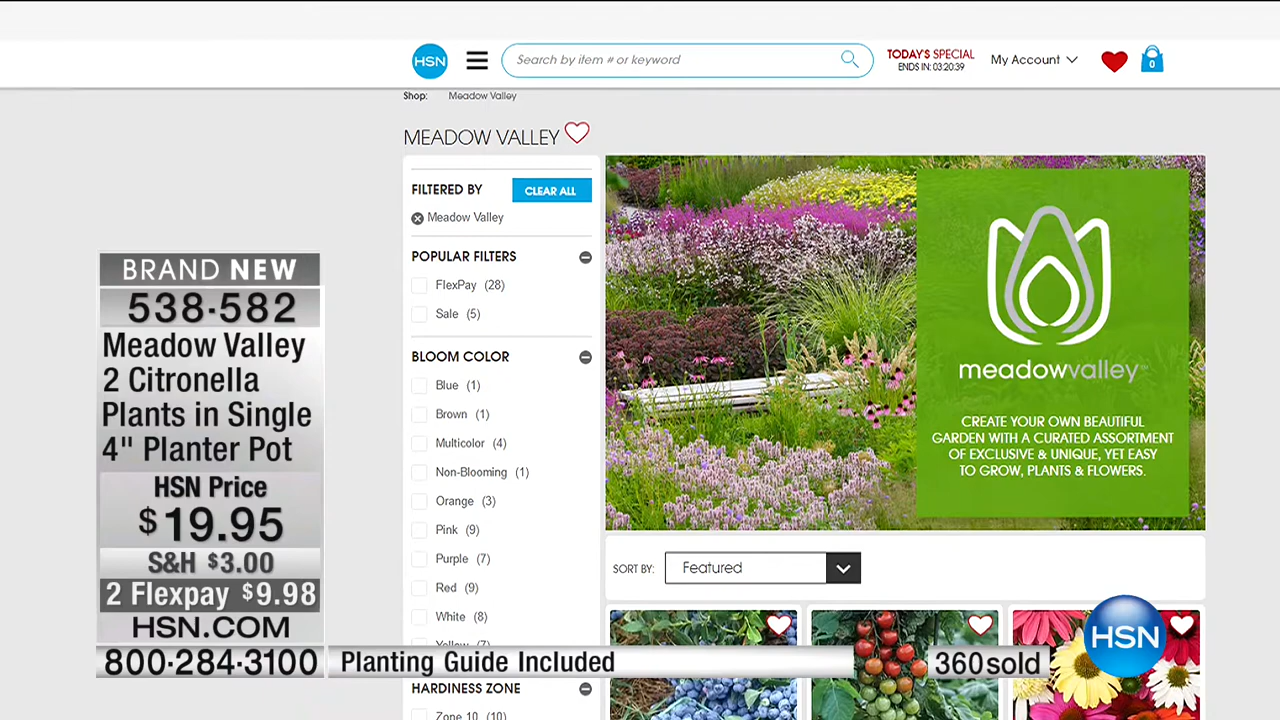 HSN
Search by item # or keyword
TODAY'S SPECIAL
ENDS IN: 03:20:39
My Account
0
Shop: Meadow Valley
MEADOW VALLEY
FILTERED BY
CLEAR ALL
Meadow Valley
POPULAR FILTERS
FlexPay (28)
Sale (5)
BLOOM COLOR
Blue (1)
Brown (1)
Multicolor (4)
Non-Blooming (1)
Orange (3)
Pink (9)
Purple (7)
Red (9)
White (8)
Yellow (7)
HARDINESS ZONE
Zone 10 (10)
meadowvalley
CREATE YOUR OWN BEAUTIFUL
GARDEN WITH A CURATED ASSORTMENT
OF EXCLUSIVE & UNIQUE, YET EASY
TO GROW, PLANTS & FLOWERS.
SORT BY: Featured
BRAND NEW
538-582
Meadow Valley
2 Citronella
Plants in Single
4" Planter Pot
HSN Price
$19.95
S&H $3.00
2 Flexpay $9.98
HSN.COM
800-284-3100
Planting Guide Included
360 sold
HSN